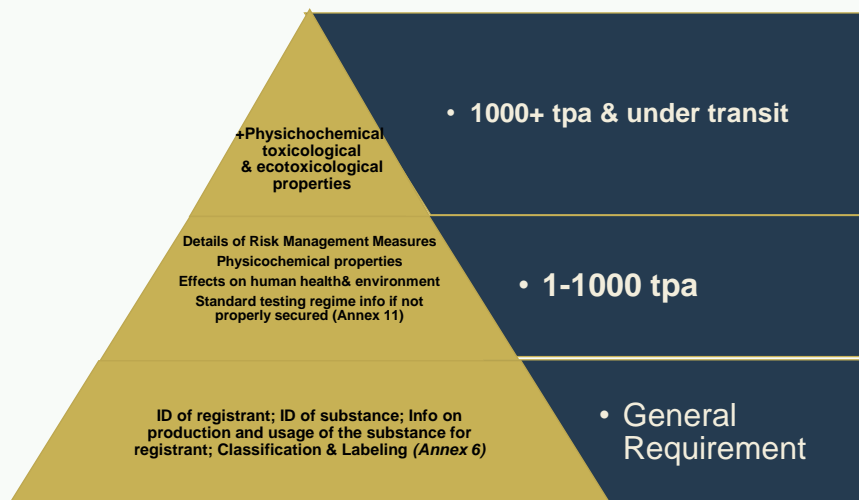 +Physichochemical
toxicological
& ecotoxicological
properties
• 1000+ tpa & under transit
Details of Risk Management Measures
Physicochemical properties
Effects on human health& environment
Standard testing regime info if not
properly secured (Annex 11)
• 1-1000 tpa
ID of registrant; ID of substance; Info on
production and usage of the substance for
registrant; Classification & Labeling (Annex 6)
• General
Requirement